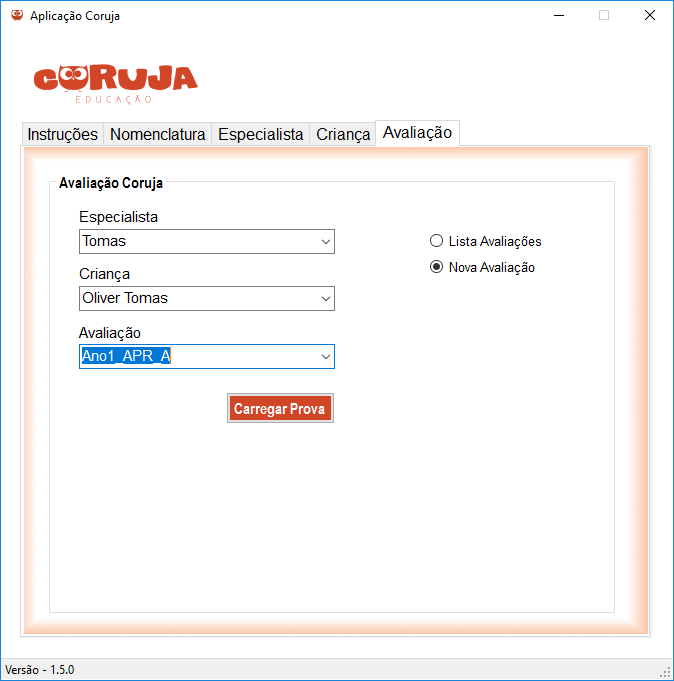 Aplicação Coruja
CORUJA
EDUCAÇÃO
Instruções Nomenclatura Especialista Criança Avaliação
Avaliação Coruja
Especialista
Tomas
Lista Avaliações
Nova Avaliação
Criança
Oliver Tomas
Avaliação
Ano1_APR_A
Carregar Prova
Versão - 1.5.0